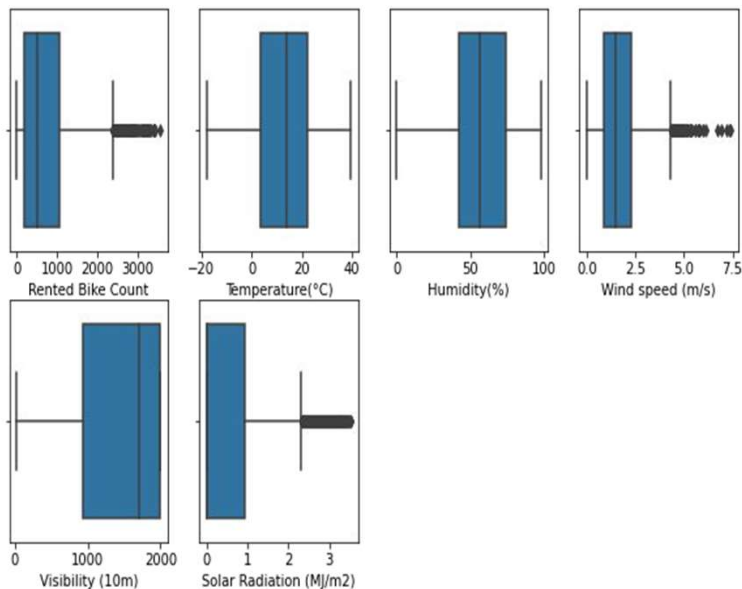 0 1000 2000 3000
Rented Bike Count
−20 0 20 40
Temperature(°C)
0 50 100
Humidity(%)
0.0 2.5 5.0 7.5
Wind speed (m/s)
0 1000 2000
Visibility (10m)
0 1 2 3
Solar Radiation (MJ/m2)